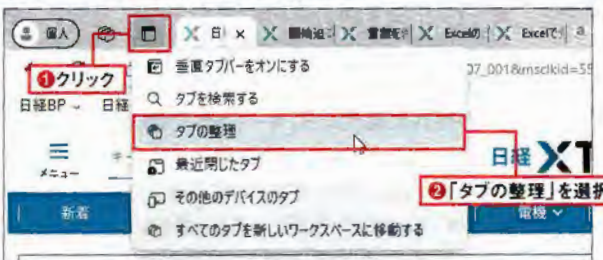 個人
Excelの
Excelで
❶クリック
垂直タブバーをオンにする
07_001&msclkid=55
日経BP
日経
タブを検索する
タブの整理
最近閉じたタブ
日経 XT
メニュー
その他のデバイスのタブ
❷「タブの整理」を選択
新着
電機
すべてのタブを新しいワークスペースに移動する